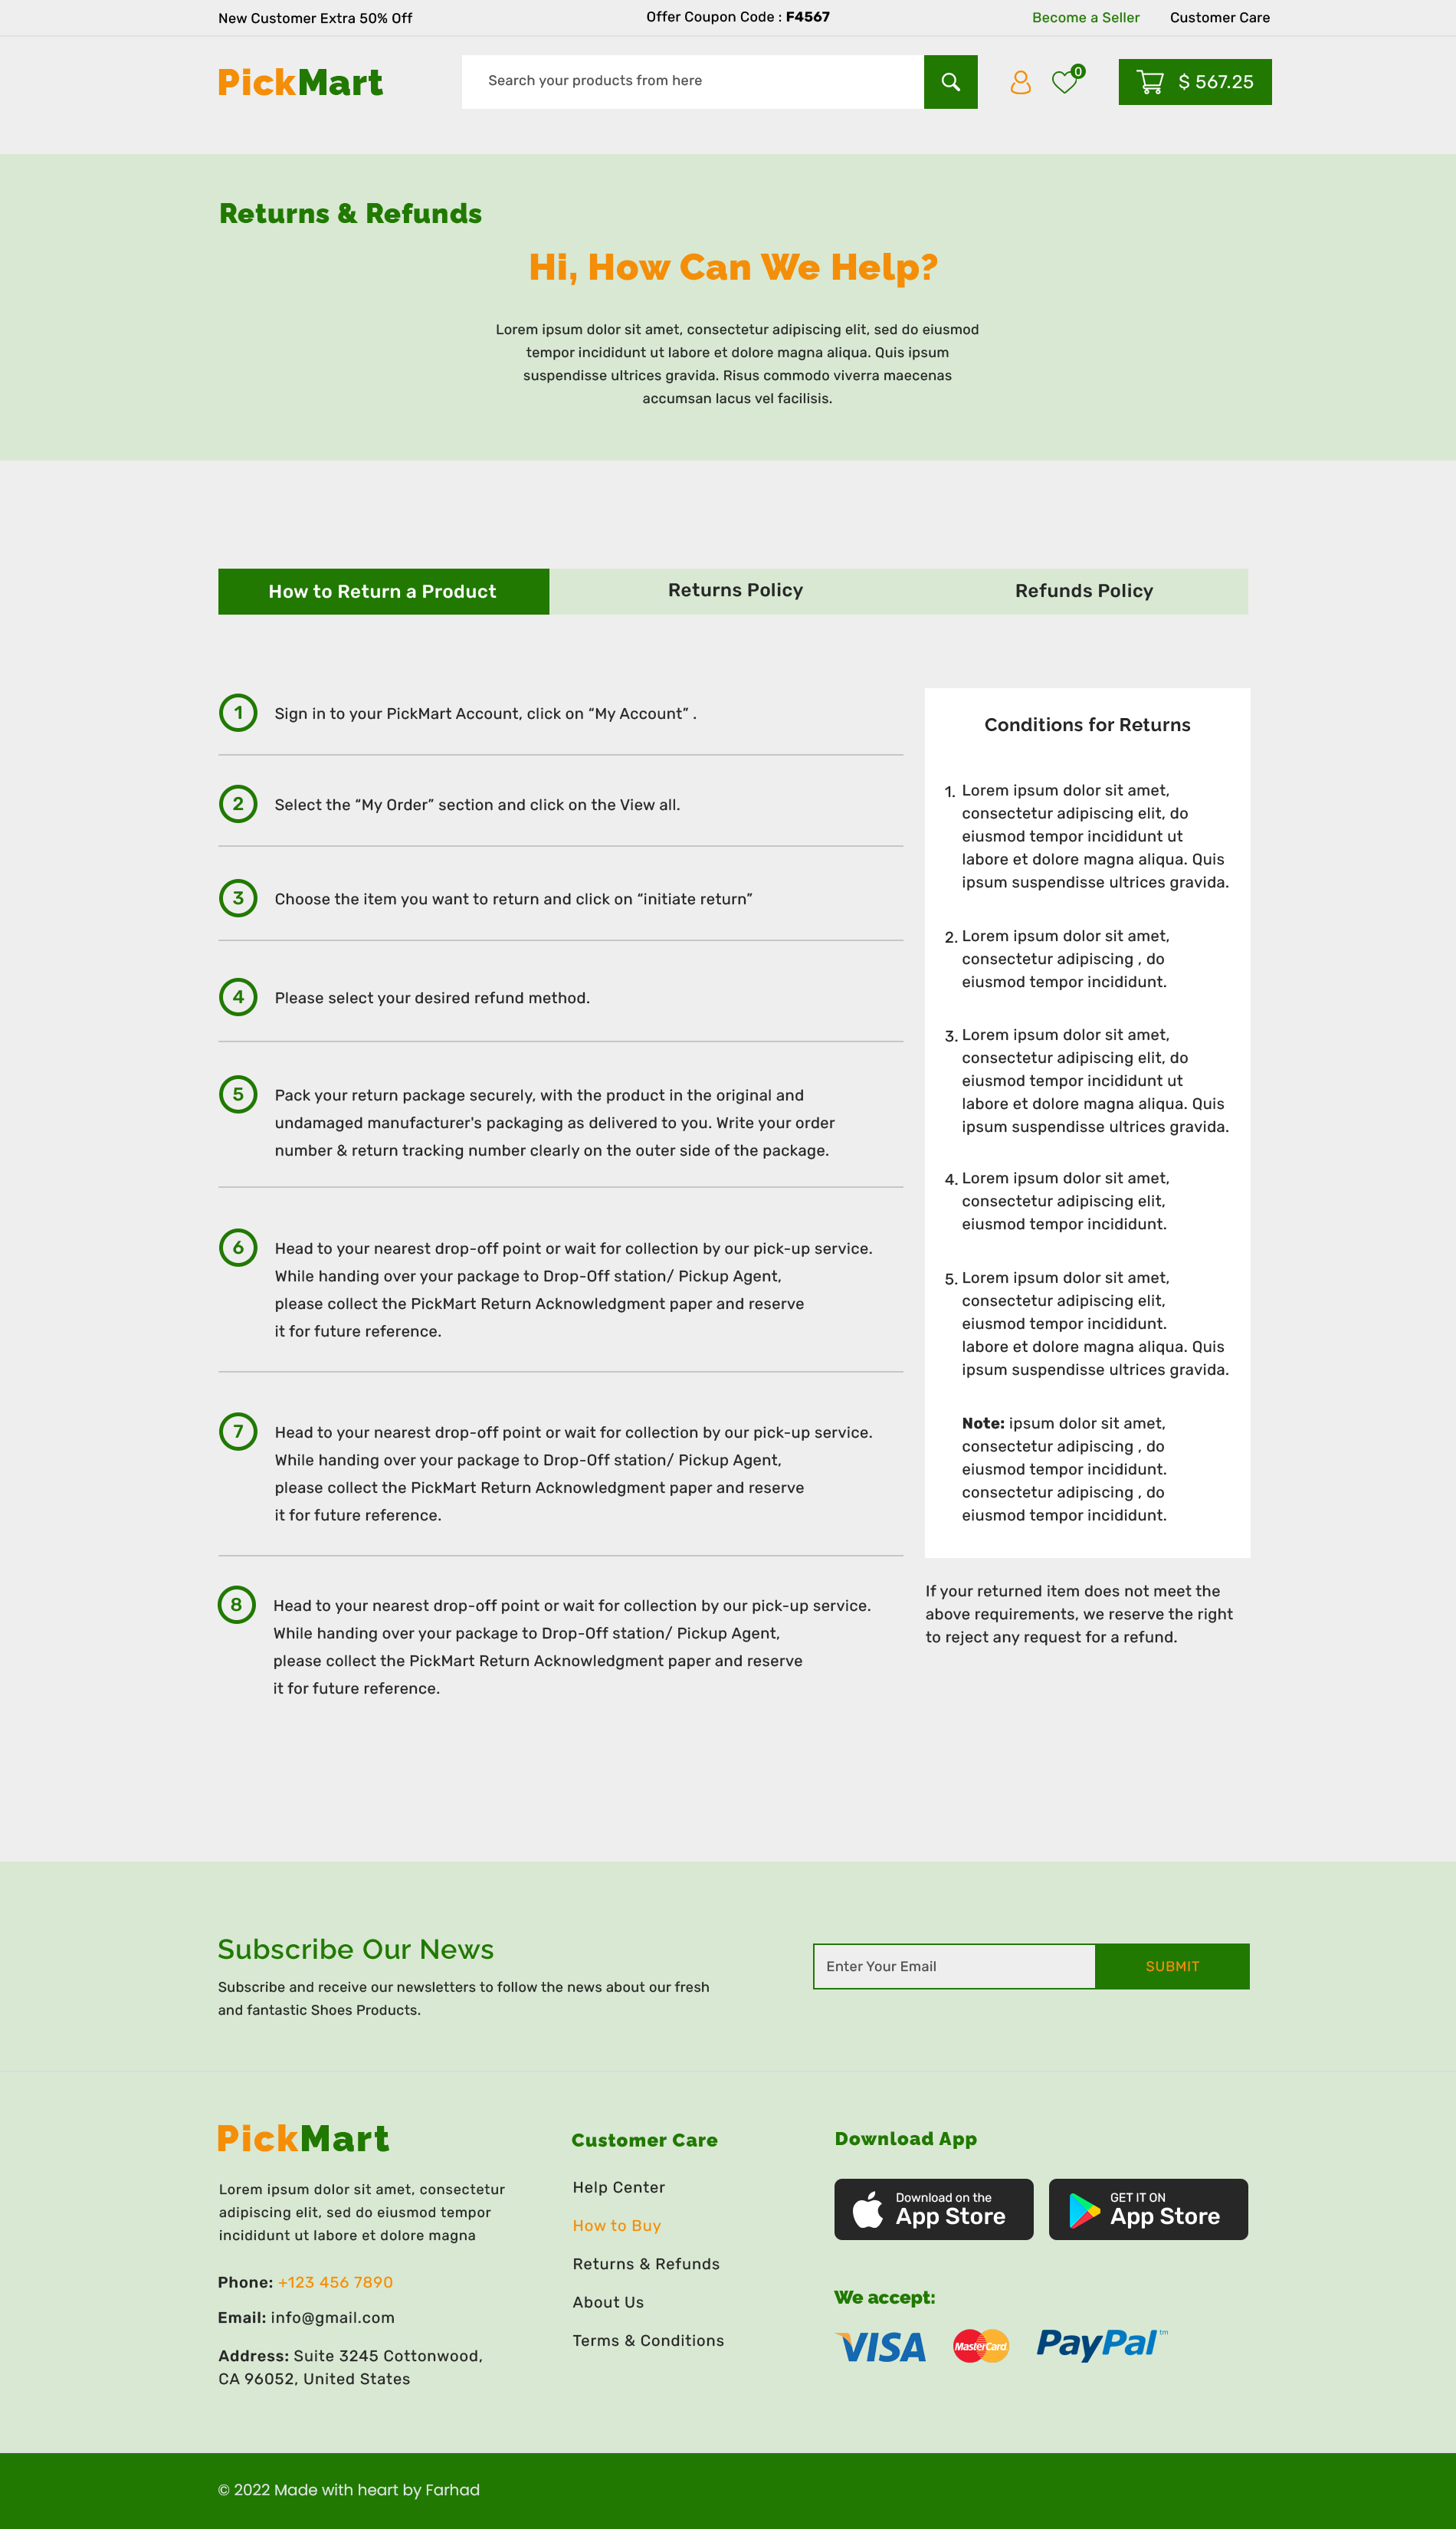 New Customer Extra 50% Off
Offer Coupon Code : F4567
Become a Seller
Customer Care
PickMart
Search your products from here
0
$ 567.25
Returns & Refunds
Hi, How Can We Help?
Lorem ipsum dolor sit amet, consectetur adipiscing elit, sed do eiusmod
tempor incididunt ut labore et dolore magna aliqua. Quis ipsum
suspendisse ultrices gravida. Risus commodo viverra maecenas
accumsan lacus vel facilisis.
How to Return a Product
Returns Policy
Refunds Policy
1 Sign in to your PickMart Account, click on “My Account” .
2 Select the “My Order” section and click on the View all.
3 Choose the item you want to return and click on “initiate return”
4 Please select your desired refund method.
5 Pack your return package securely, with the product in the original and
undamaged manufacturer's packaging as delivered to you. Write your order
number & return tracking number clearly on the outer side of the package.
6 Head to your nearest drop-off point or wait for collection by our pick-up service.
While handing over your package to Drop-Off station/ Pickup Agent,
please collect the PickMart Return Acknowledgment paper and reserve
it for future reference.
7 Head to your nearest drop-off point or wait for collection by our pick-up service.
While handing over your package to Drop-Off station/ Pickup Agent,
please collect the PickMart Return Acknowledgment paper and reserve
it for future reference.
8 Head to your nearest drop-off point or wait for collection by our pick-up service.
While handing over your package to Drop-Off station/ Pickup Agent,
please collect the PickMart Return Acknowledgment paper and reserve
it for future reference.
Conditions for Returns
1. Lorem ipsum dolor sit amet,
consectetur adipiscing elit, do
eiusmod tempor incididunt ut
labore et dolore magna aliqua. Quis
ipsum suspendisse ultrices gravida.
2. Lorem ipsum dolor sit amet,
consectetur adipiscing , do
eiusmod tempor incididunt.
3. Lorem ipsum dolor sit amet,
consectetur adipiscing elit, do
eiusmod tempor incididunt ut
labore et dolore magna aliqua. Quis
ipsum suspendisse ultrices gravida.
4. Lorem ipsum dolor sit amet,
consectetur adipiscing elit,
eiusmod tempor incididunt.
5. Lorem ipsum dolor sit amet,
consectetur adipiscing elit,
eiusmod tempor incididunt.
labore et dolore magna aliqua. Quis
ipsum suspendisse ultrices gravida.
Note: ipsum dolor sit amet,
consectetur adipiscing , do
eiusmod tempor incididunt.
consectetur adipiscing , do
eiusmod tempor incididunt.
If your returned item does not meet the
above requirements, we reserve the right
to reject any request for a refund.
Subscribe Our News
Subscribe and receive our newsletters to follow the news about our fresh
and fantastic Shoes Products.
Enter Your Email
SUBMIT
PickMart
Lorem ipsum dolor sit amet, consectetur
adipiscing elit, sed do eiusmod tempor
incididunt ut labore et dolore magna
Phone: +123 456 7890
Email: info@gmail.com
Address: Suite 3245 Cottonwood,
CA 96052, United States
Customer Care
Help Center
How to Buy
Returns & Refunds
About Us
Terms & Conditions
Download App
Download on the
App Store
GET IT ON
App Store
We accept:
VISA
MasterCard
PayPal™
© 2022 Made with heart by Farhad